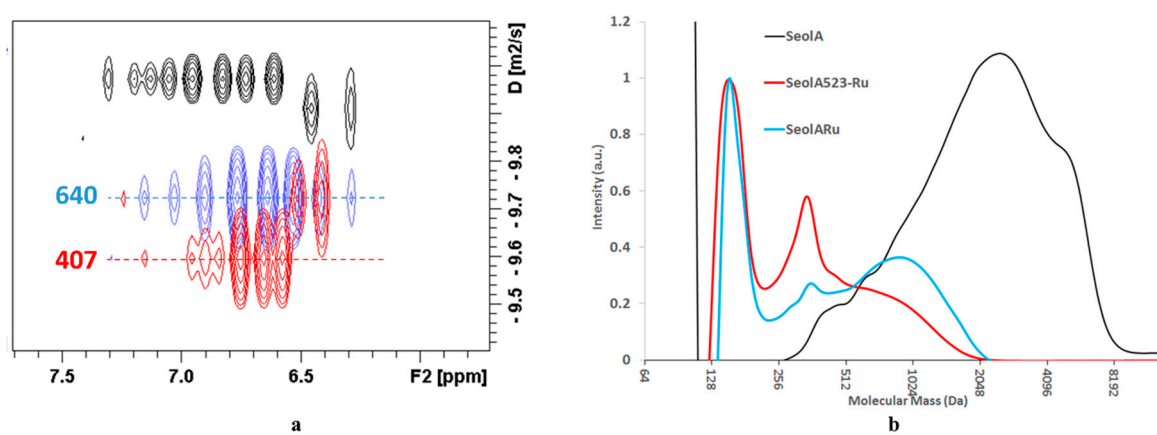 D [m2/s]
- 9.8
640
- 9.7
407
- 9.6
- 9.5
7.5 7.0 6.5 F2 [ppm]
a
1.2
1
0.8
0.6
0.4
0.2
0
Intensity (a.u.)
SeolA
SeolA523-Ru
SeolARu
64 128 256 512 1024 2048 4096 8192
Molecular Mass (Da)
b